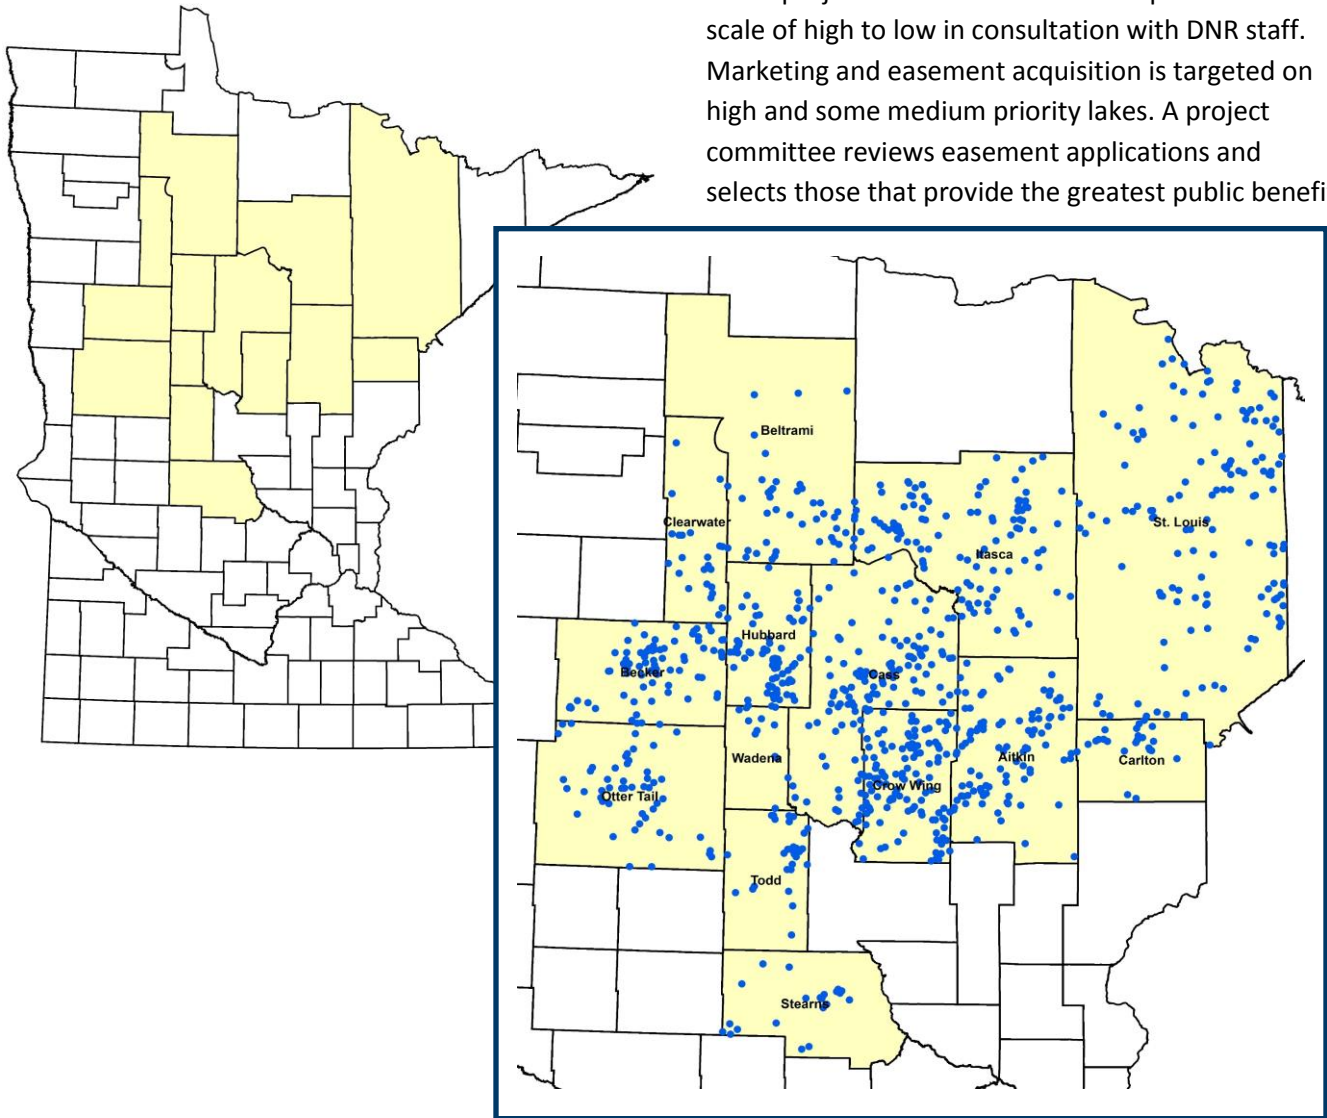 scale of high to low in consultation with DNR staff.
Marketing and easement acquisition is targeted on
high and some medium priority lakes. A project
committee reviews easement applications and
selects those that provide the greatest public benefi
Beltrami
Clearwater
St. Louis
Itasca
Hubbard
Becker
Cass
Wadena
Aitkin
Carlton
Crow Wing
Otter Tail
Todd
Stearns